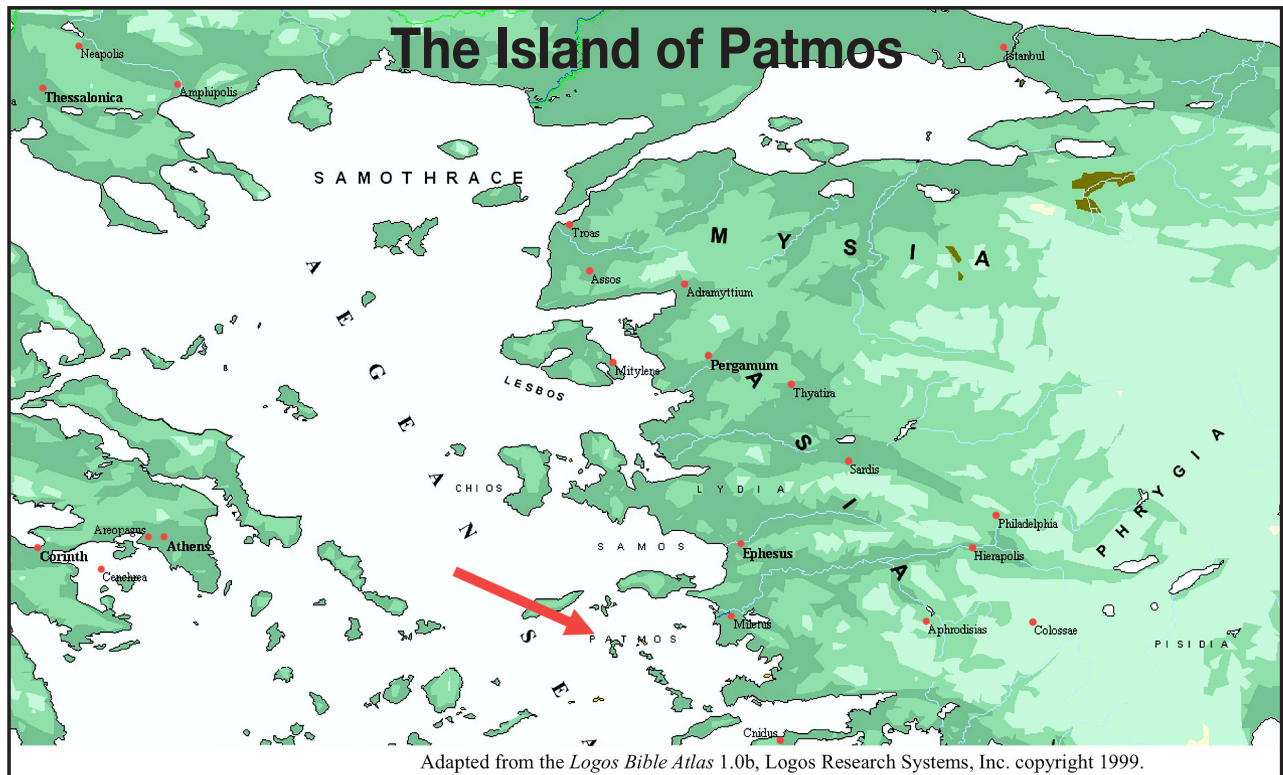 The Island of Patmos
Neapolis
Istanbul
Thessalonica
Amphipolis
a
SAMOTHRACE
Troas
MYSIA
Assos
Adramyttium
AEGEAN SEA
Mitylene
Pergamum
LESBOS
Thyatira
ASIA
Sardis
CHIOS
LYDIA
PHRYGIA
Philadelphia
Areopagus
Athens
Corinth
SAMOS
Ephesus
Hierapolis
Cenchrea
Miletus
Aphrodisias
Colossae
PATMOS
PISIDIA
Cnidus
Adapted from the Logos Bible Atlas 1.0b, Logos Research Systems, Inc. copyright 1999.